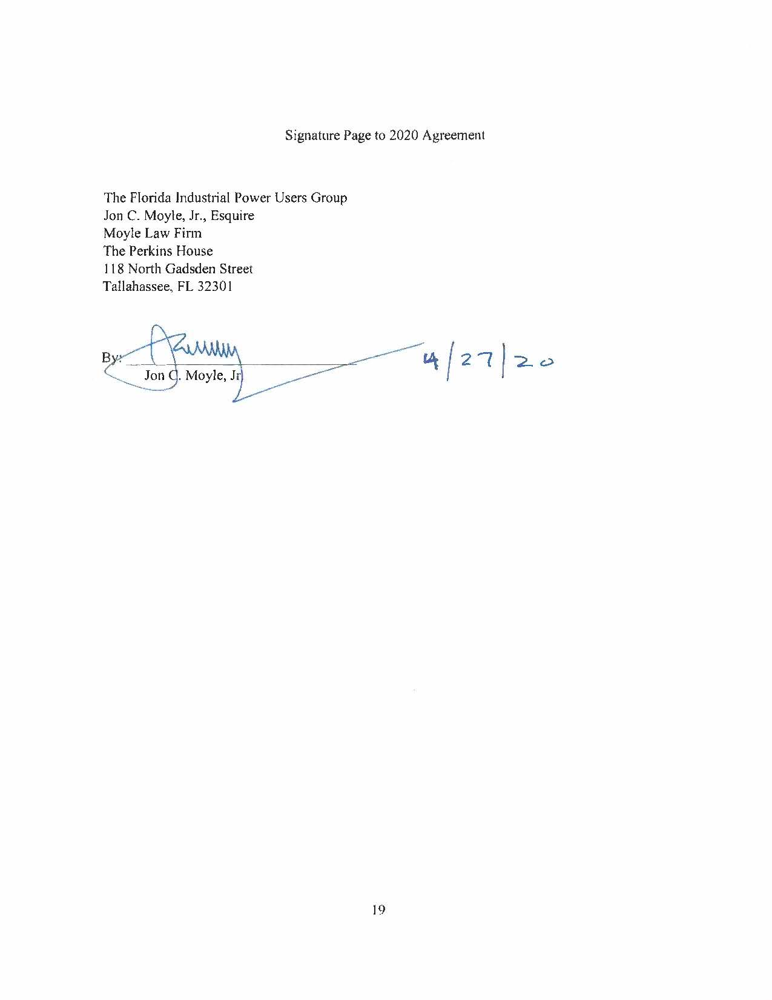 Signature Page to 2020 Agreement
The Florida Industrial Power Users Group
Jon C. Moyle, Jr., Esquire
Moyle Law Firm
The Perkins House
118 North Gadsden Street
Tallahassee, FL 32301
By: 4/27/20
Jon C. Moyle, Jr
19